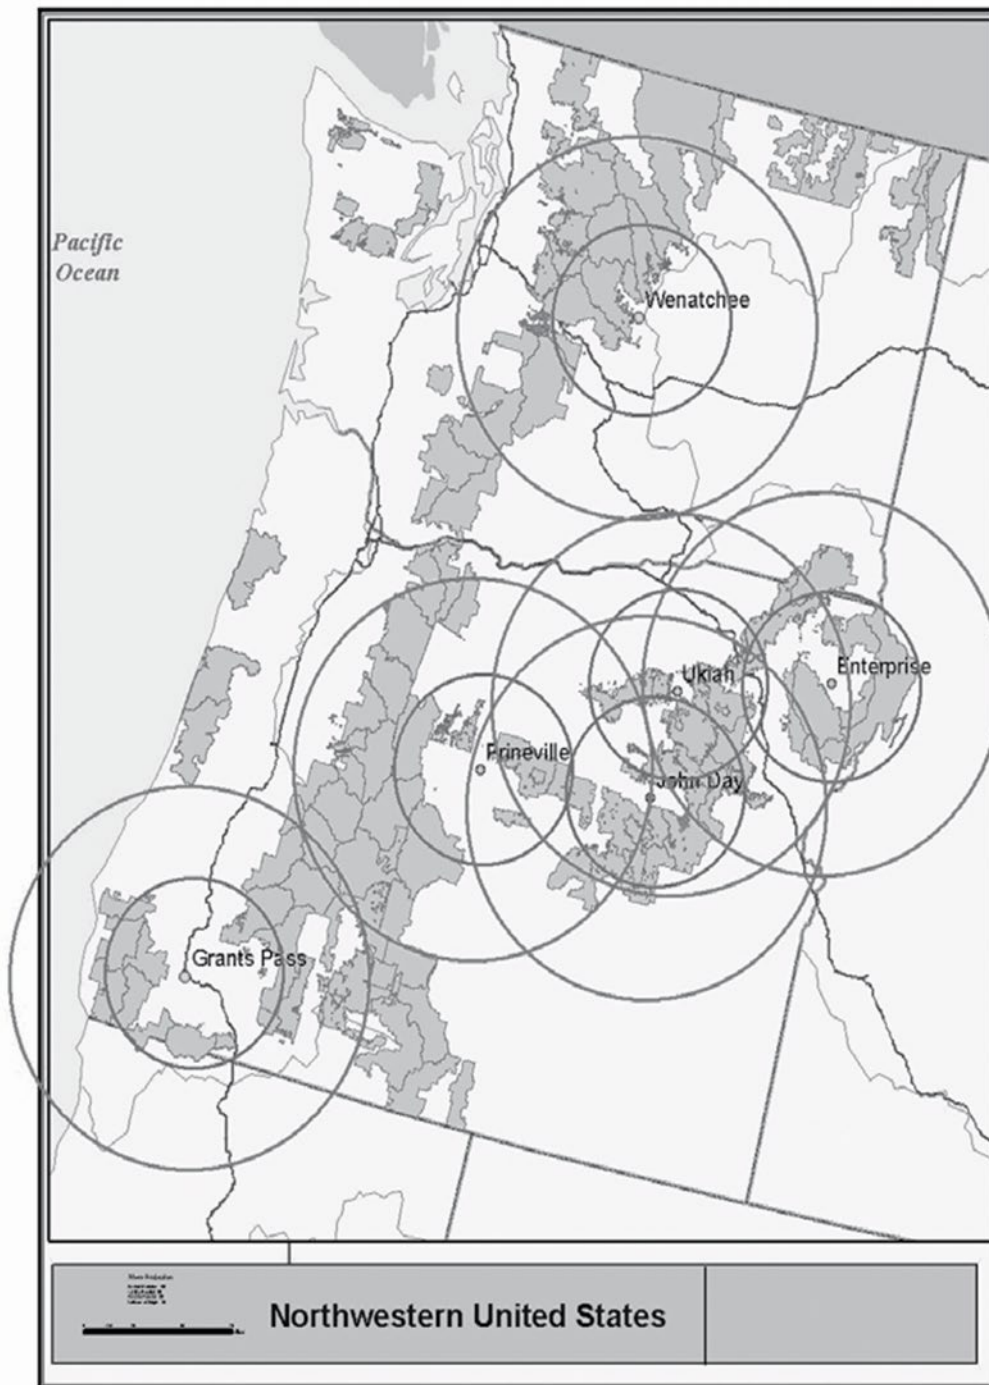 Pacific
Ocean
Wenatchee
Enterprise
Ukiah
Prineville
John Day
Grants Pass
Northwestern United States